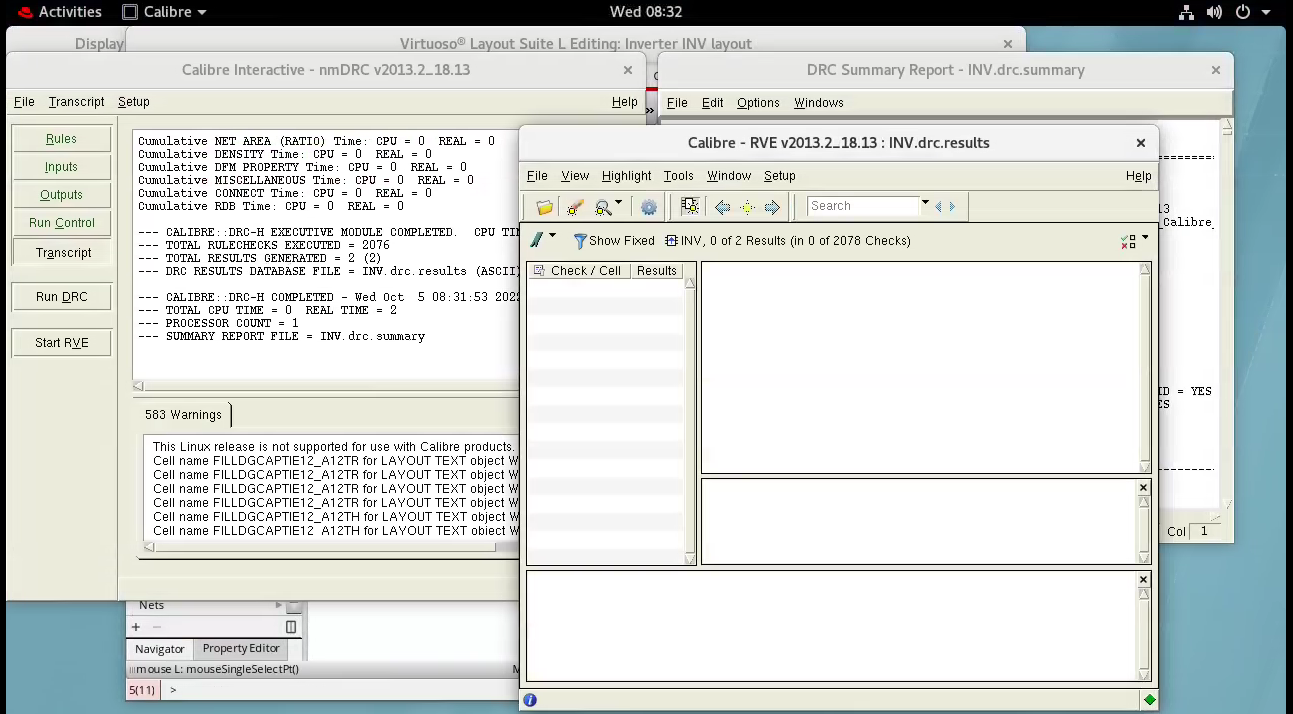 Activities
Calibre
Wed 08:32
Display
Virtuoso® Layout Suite L Editing: Inverter INV layout
Calibre Interactive - nmDRC v2013.2_18.13
File Transcript Setup Help
Rules
Inputs
Outputs
Run Control
Transcript
Run DRC
Start RVE
Cumulative NET AREA (RATIO) Time: CPU = 0 REAL = 0
Cumulative DENSITY Time: CPU = 0 REAL = 0
Cumulative DFM PROPERTY Time: CPU = 0 REAL = 0
Cumulative MISCELLANEOUS Time: CPU = 0 REAL = 0
Cumulative CONNECT Time: CPU = 0 REAL = 0
Cumulative RDB Time: CPU = 0 REAL = 0
--- CALIBRE::DRC-H EXECUTIVE MODULE COMPLETED. CPU TIM
--- TOTAL RULECHECKS EXECUTED = 2076
--- TOTAL RESULTS GENERATED = 2 (2)
--- DRC RESULTS DATABASE FILE = INV.drc.results (ASCII)
--- CALIBRE::DRC-H COMPLETED - Wed Oct 5 08:31:53 2022
--- TOTAL CPU TIME = 0 REAL TIME = 2
--- PROCESSOR COUNT = 1
--- SUMMARY REPORT FILE = INV.drc.summary
583 Warnings
This Linux release is not supported for use with Calibre products.
Cell name FILLDGCAPTIE12_A12TR for LAYOUT TEXT object W
Cell name FILLDGCAPTIE12_A12TR for LAYOUT TEXT object W
Cell name FILLDGCAPTIE12_A12TR for LAYOUT TEXT object W
Cell name FILLDGCAPTIE12_A12TR for LAYOUT TEXT object W
Cell name FILLDGCAPTIE12_A12TH for LAYOUT TEXT object W
Cell name FILLDGCAPTIE12_A12TH for LAYOUT TEXT object W
DRC Summary Report - INV.drc.summary
File Edit Options Windows
13
_Calibre_
ID = YES
ES
Col 1
Calibre - RVE v2013.2_18.13 : INV.drc.results
File View Highlight Tools Window Setup Help
Search
Show Fixed INV, 0 of 2 Results (in 0 of 2078 Checks)
Check / Cell Results
Nets
+ −
Navigator Property Editor
mouse L: mouseSingleSelectPt()
M
5(11) >